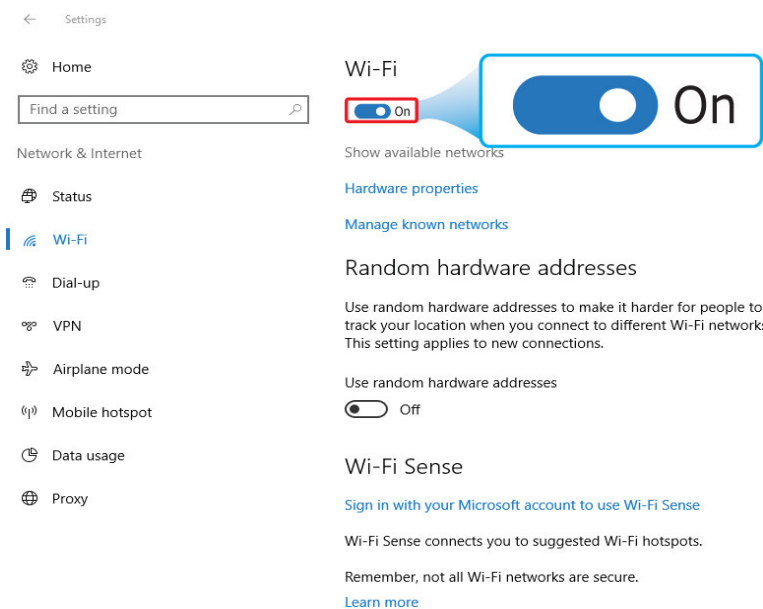 Settings
Home
Find a setting
Network & Internet
Status
Wi-Fi
Dial-up
VPN
Airplane mode
Mobile hotspot
Data usage
Proxy
Wi-Fi
On
On
Show available networks
Hardware properties
Manage known networks
Random hardware addresses
Use random hardware addresses to make it harder for people to
track your location when you connect to different Wi-Fi networks
This setting applies to new connections.
Use random hardware addresses
Off
Wi-Fi Sense
Sign in with your Microsoft account to use Wi-Fi Sense
Wi-Fi Sense connects you to suggested Wi-Fi hotspots.
Remember, not all Wi-Fi networks are secure.
Learn more